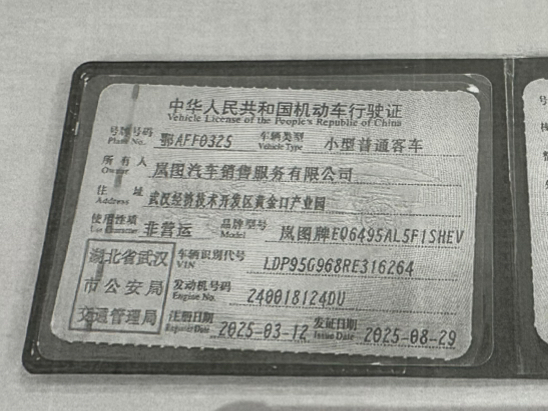 中华人民共和国机动车行驶证
Vehicle License of the People's Republic of China
号牌号码 鄂AFF0325 车辆类型 小型普通客车
Plate No. Vehicle Type
所有人 岚图汽车销售服务有限公司
Owner
住址 武汉经济技术开发区黄金口产业园
Address
使用性质 非营运 品牌型号 岚图牌EQ6495AL5F1SHEV
Use Character Model
湖北省武汉市公安局交通管理局
车辆识别代号 LDP95G968RE316264
VIN
发动机号码 240018124DU
Engine No.
注册日期 2025-03-12 发证日期 2025-08-29
Register Date Issue Date